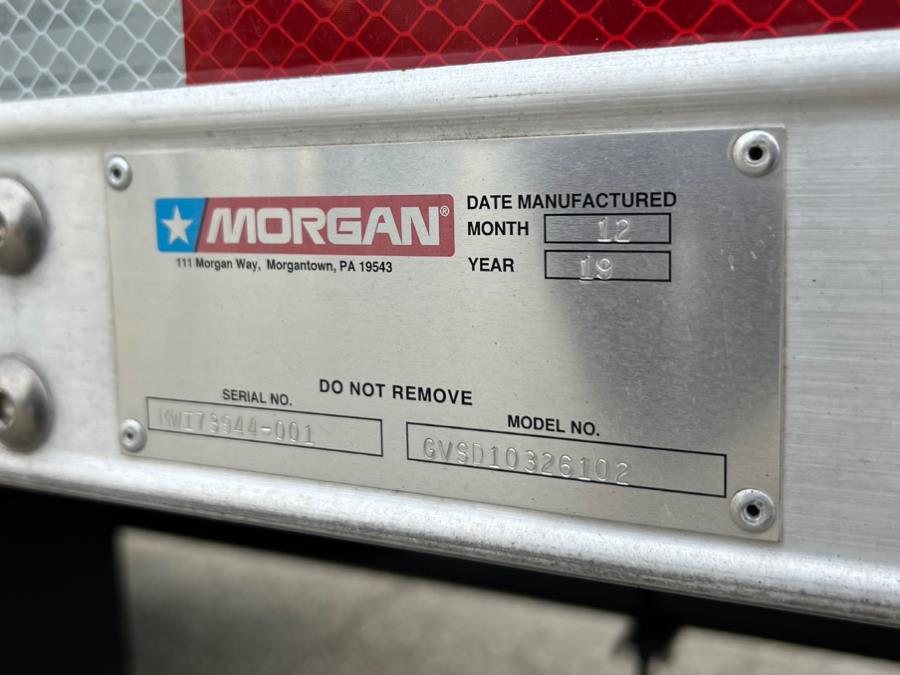 MORGAN®
111 Morgan Way, Morgantown, PA 19543
DATE MANUFACTURED
MONTH 12
YEAR 19
DO NOT REMOVE
SERIAL NO.
MWI73944-001
MODEL NO.
GVSD10326102